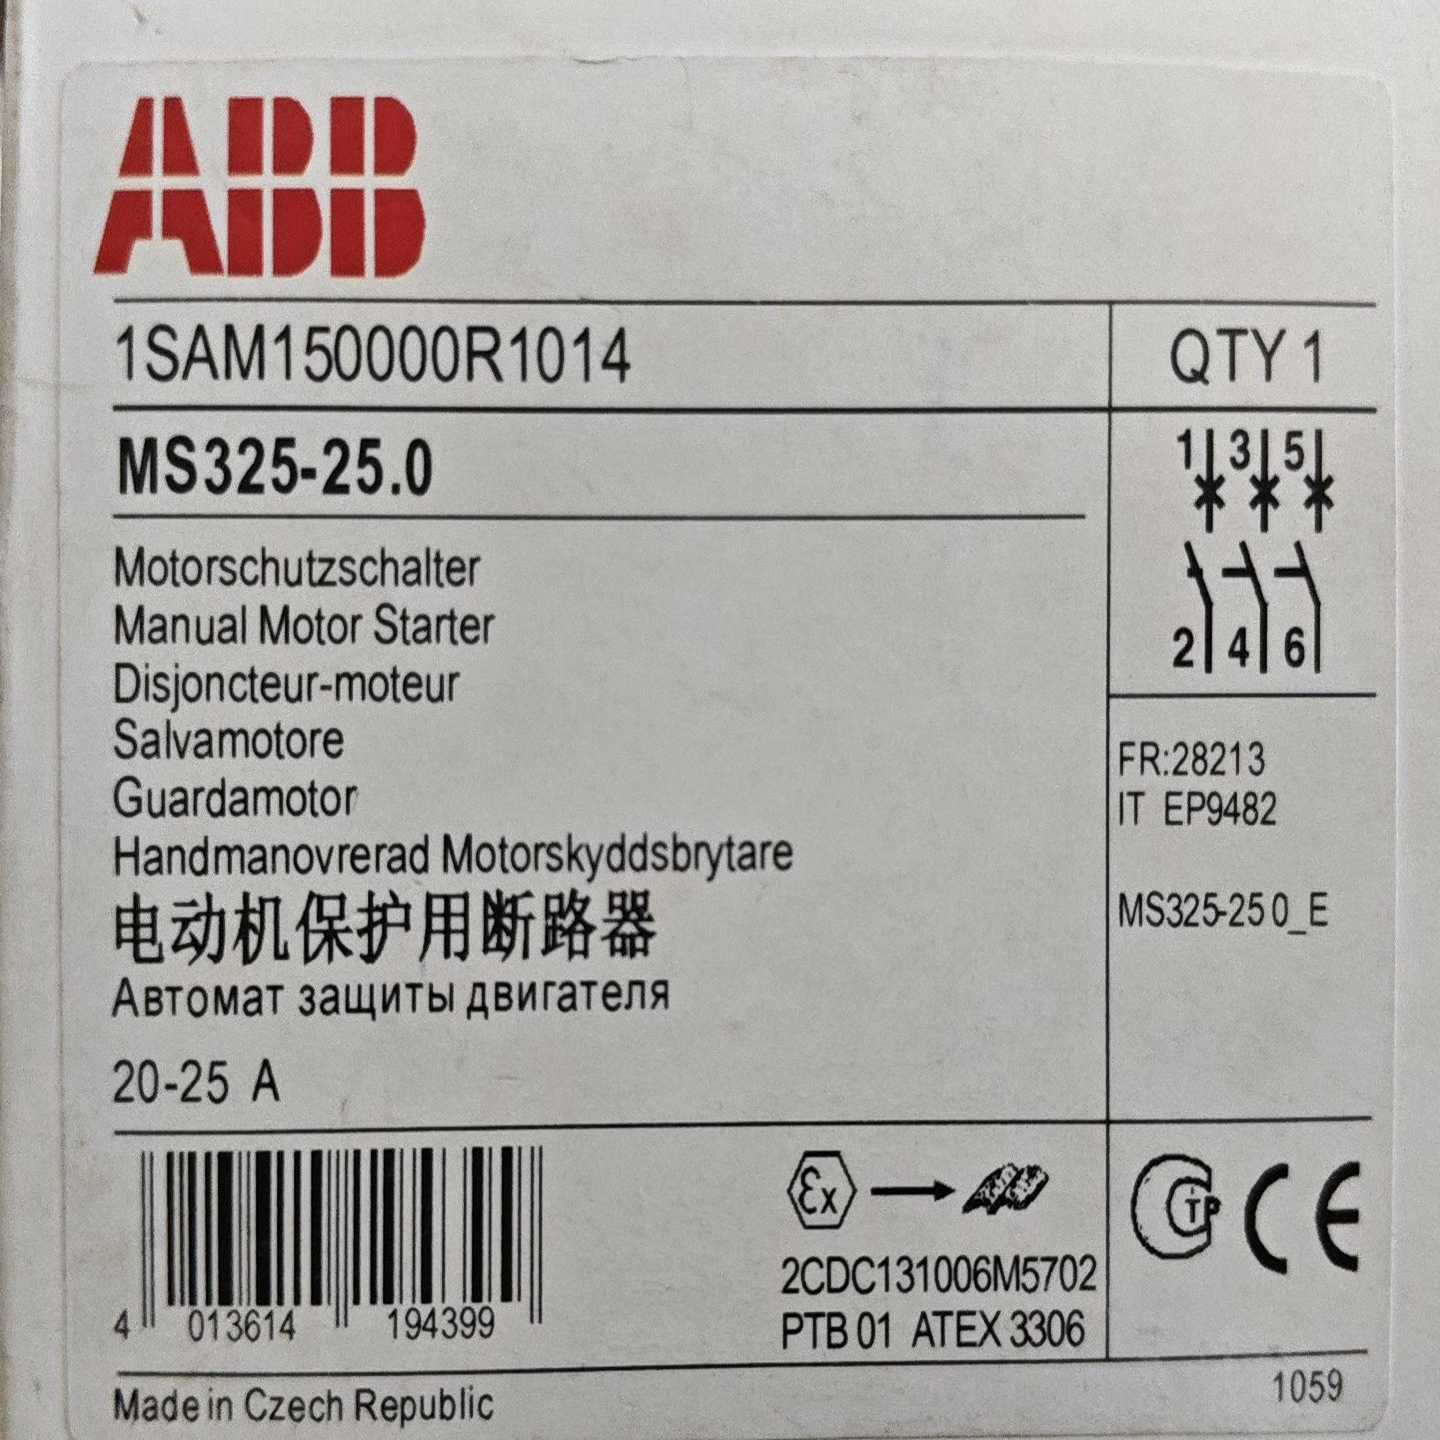 ABB
1SAM150000R1014
QTY 1
MS325-25.0
1 3 5
2 4 6
Motorschutzschalter
Manual Motor Starter
Disjoncteur-moteur
Salvamotore
Guardamotor
Handmanovrerad Motorskyddsbrytare
电动机保护用断路器
Автомат защиты двигателя
20-25 A
FR:28213
IT EP9482
MS325-25 0_E
4 013614 194399
Ex
2CDC131006M5702
PTB 01 ATEX 3306
CE
Made in Czech Republic
1059